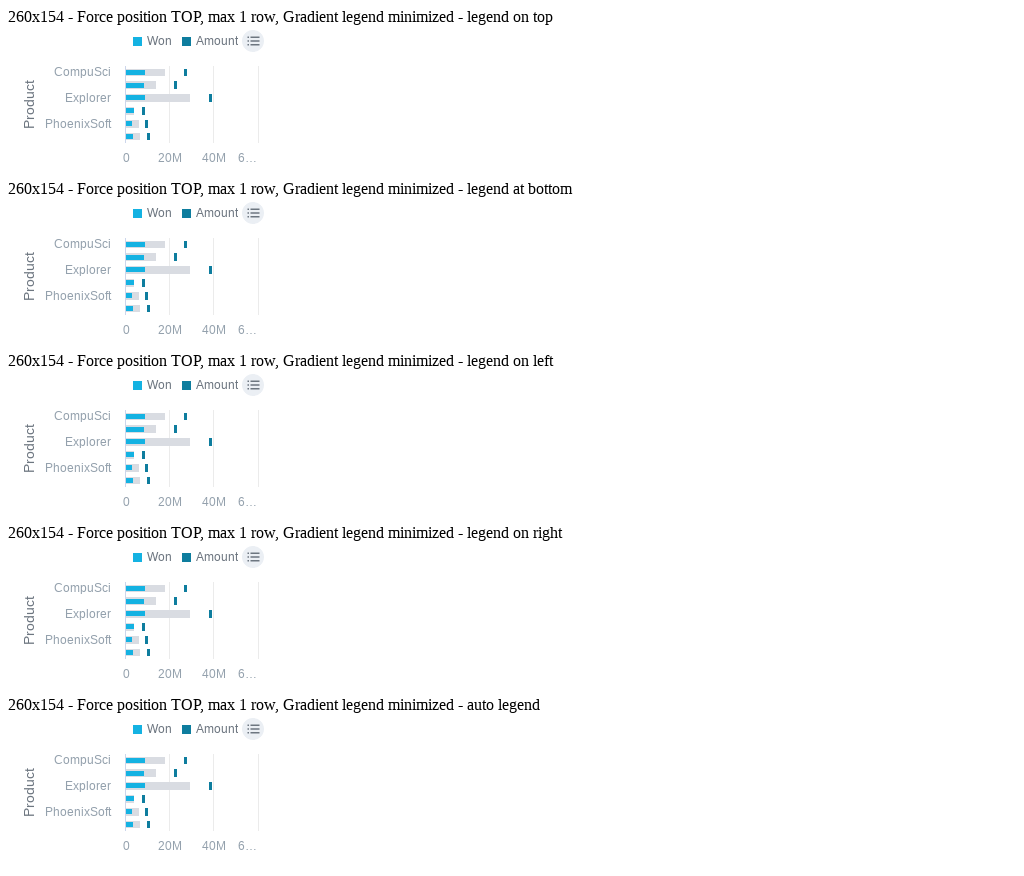 260x154 - Force position TOP, max 1 row, Gradient legend minimized - legend on top
Won Amount
Product
CompuSci
Explorer
PhoenixSoft
0 20M 40M 6…
260x154 - Force position TOP, max 1 row, Gradient legend minimized - legend at bottom
Won Amount
Product
CompuSci
Explorer
PhoenixSoft
0 20M 40M 6…
260x154 - Force position TOP, max 1 row, Gradient legend minimized - legend on left
Won Amount
Product
CompuSci
Explorer
PhoenixSoft
0 20M 40M 6…
260x154 - Force position TOP, max 1 row, Gradient legend minimized - legend on right
Won Amount
Product
CompuSci
Explorer
PhoenixSoft
0 20M 40M 6…
260x154 - Force position TOP, max 1 row, Gradient legend minimized - auto legend
Won Amount
Product
CompuSci
Explorer
PhoenixSoft
0 20M 40M 6…